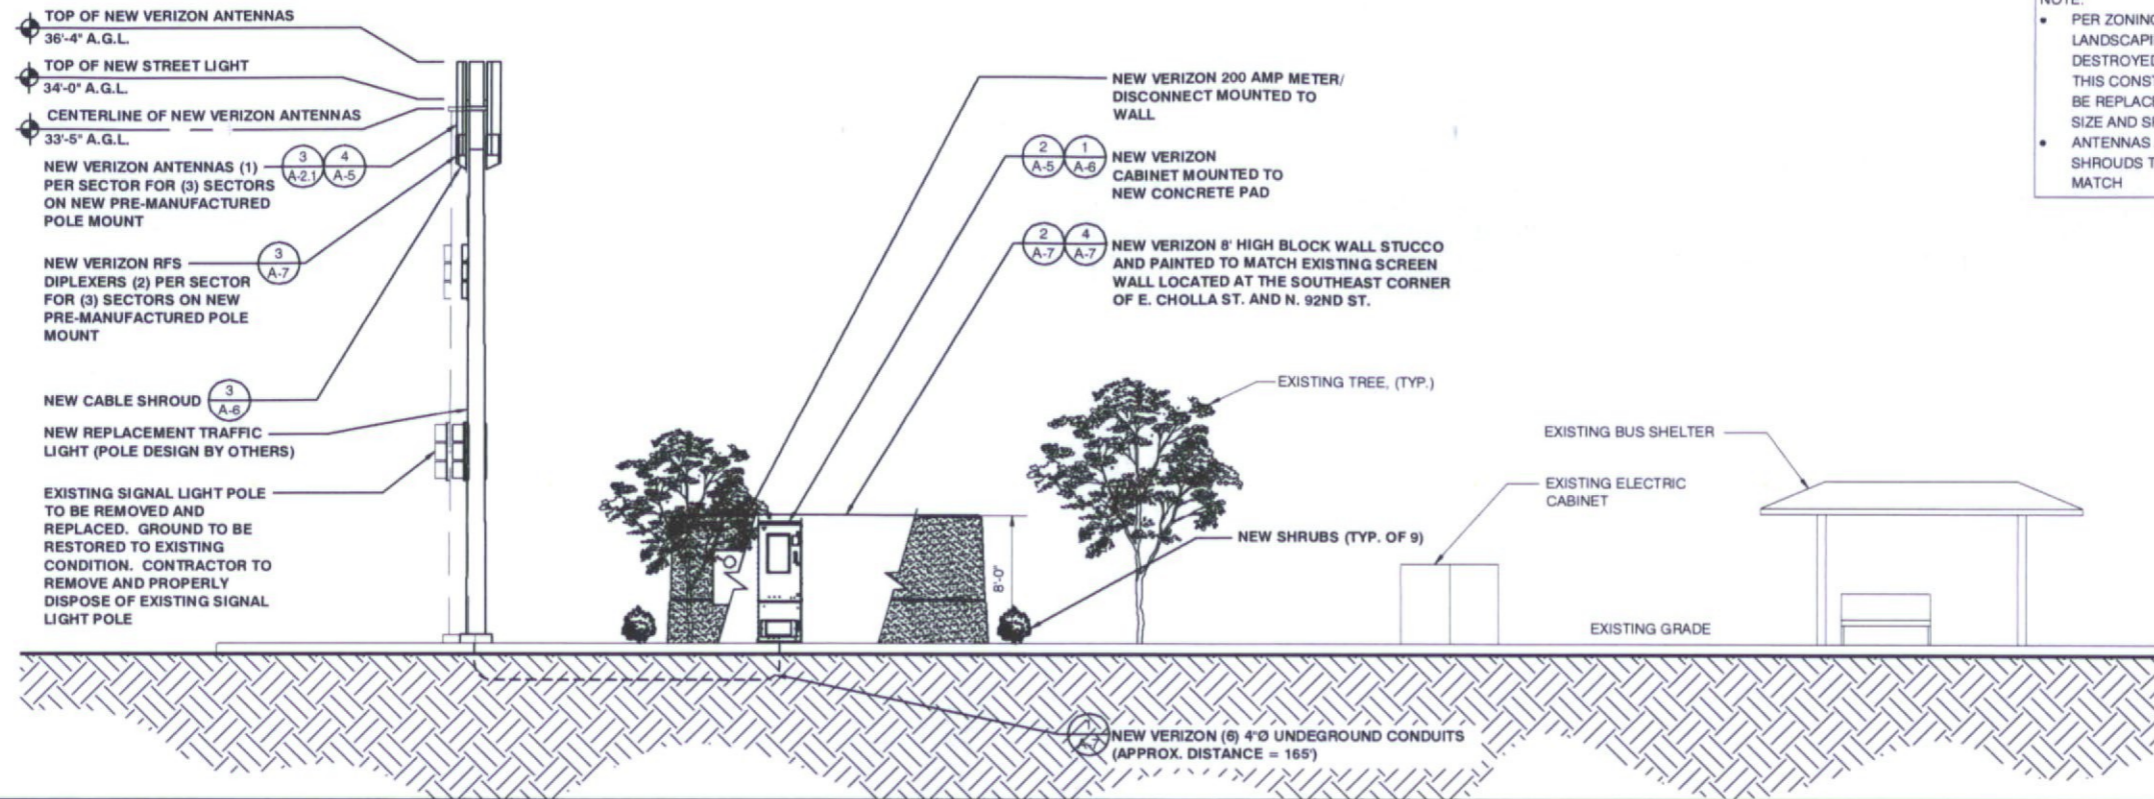 TOP OF NEW VERIZON ANTENNAS
36'-4" A.G.L.
TOP OF NEW STREET LIGHT
34'-0" A.G.L.
CENTERLINE OF NEW VERIZON ANTENNAS
33'-5" A.G.L.
NEW VERIZON ANTENNAS (1)
PER SECTOR FOR (3) SECTORS
ON NEW PRE-MANUFACTURED
POLE MOUNT
3
A-2.1
4
A-5
NEW VERIZON RFS
DIPLEXERS (2) PER SECTOR
FOR (3) SECTORS ON NEW
PRE-MANUFACTURED POLE
MOUNT
3
A-7
NEW CABLE SHROUD
3
A-6
NEW REPLACEMENT TRAFFIC
LIGHT (POLE DESIGN BY OTHERS)
EXISTING SIGNAL LIGHT POLE
TO BE REMOVED AND
REPLACED. GROUND TO BE
RESTORED TO EXISTING
CONDITION. CONTRACTOR TO
REMOVE AND PROPERLY
DISPOSE OF EXISTING SIGNAL
LIGHT POLE
NEW VERIZON 200 AMP METER/
DISCONNECT MOUNTED TO
WALL
2
A-5
1
A-6
NEW VERIZON
CABINET MOUNTED TO
NEW CONCRETE PAD
2
A-7
4
A-7
NEW VERIZON 8' HIGH BLOCK WALL STUCCO
AND PAINTED TO MATCH EXISTING SCREEN
WALL LOCATED AT THE SOUTHEAST CORNER
OF E. CHOLLA ST. AND N. 92ND ST.
EXISTING TREE, (TYP.)
NEW SHRUBS (TYP. OF 9)
8'-0"
EXISTING BUS SHELTER
EXISTING ELECTRIC
CABINET
EXISTING GRADE
1
A-7
NEW VERIZON (6) 4"Ø UNDEGROUND CONDUITS
(APPROX. DISTANCE = 165')
NOTE:
• PER ZONING
LANDSCAPI
DESTROYED
THIS CONST
BE REPLAC
SIZE AND S
• ANTENNAS
SHROUDS T
MATCH